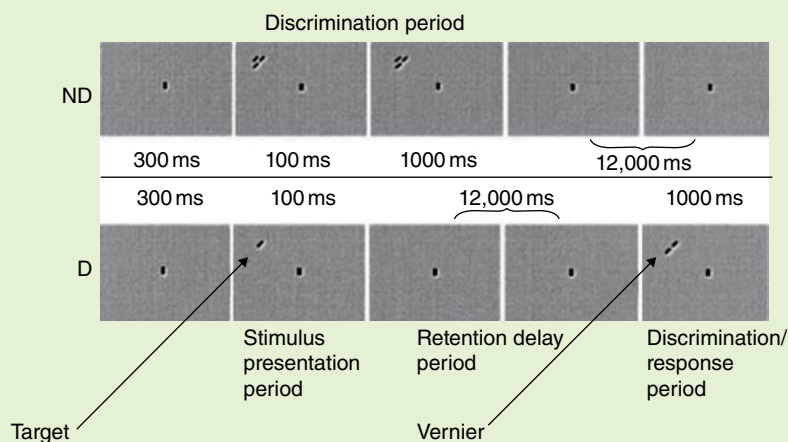 Discrimination period
ND
300 ms 100 ms 1000 ms 12,000 ms
300 ms 100 ms 12,000 ms 1000 ms
D
Stimulus presentation period
Retention delay period
Discrimination/ response period
Target
Vernier